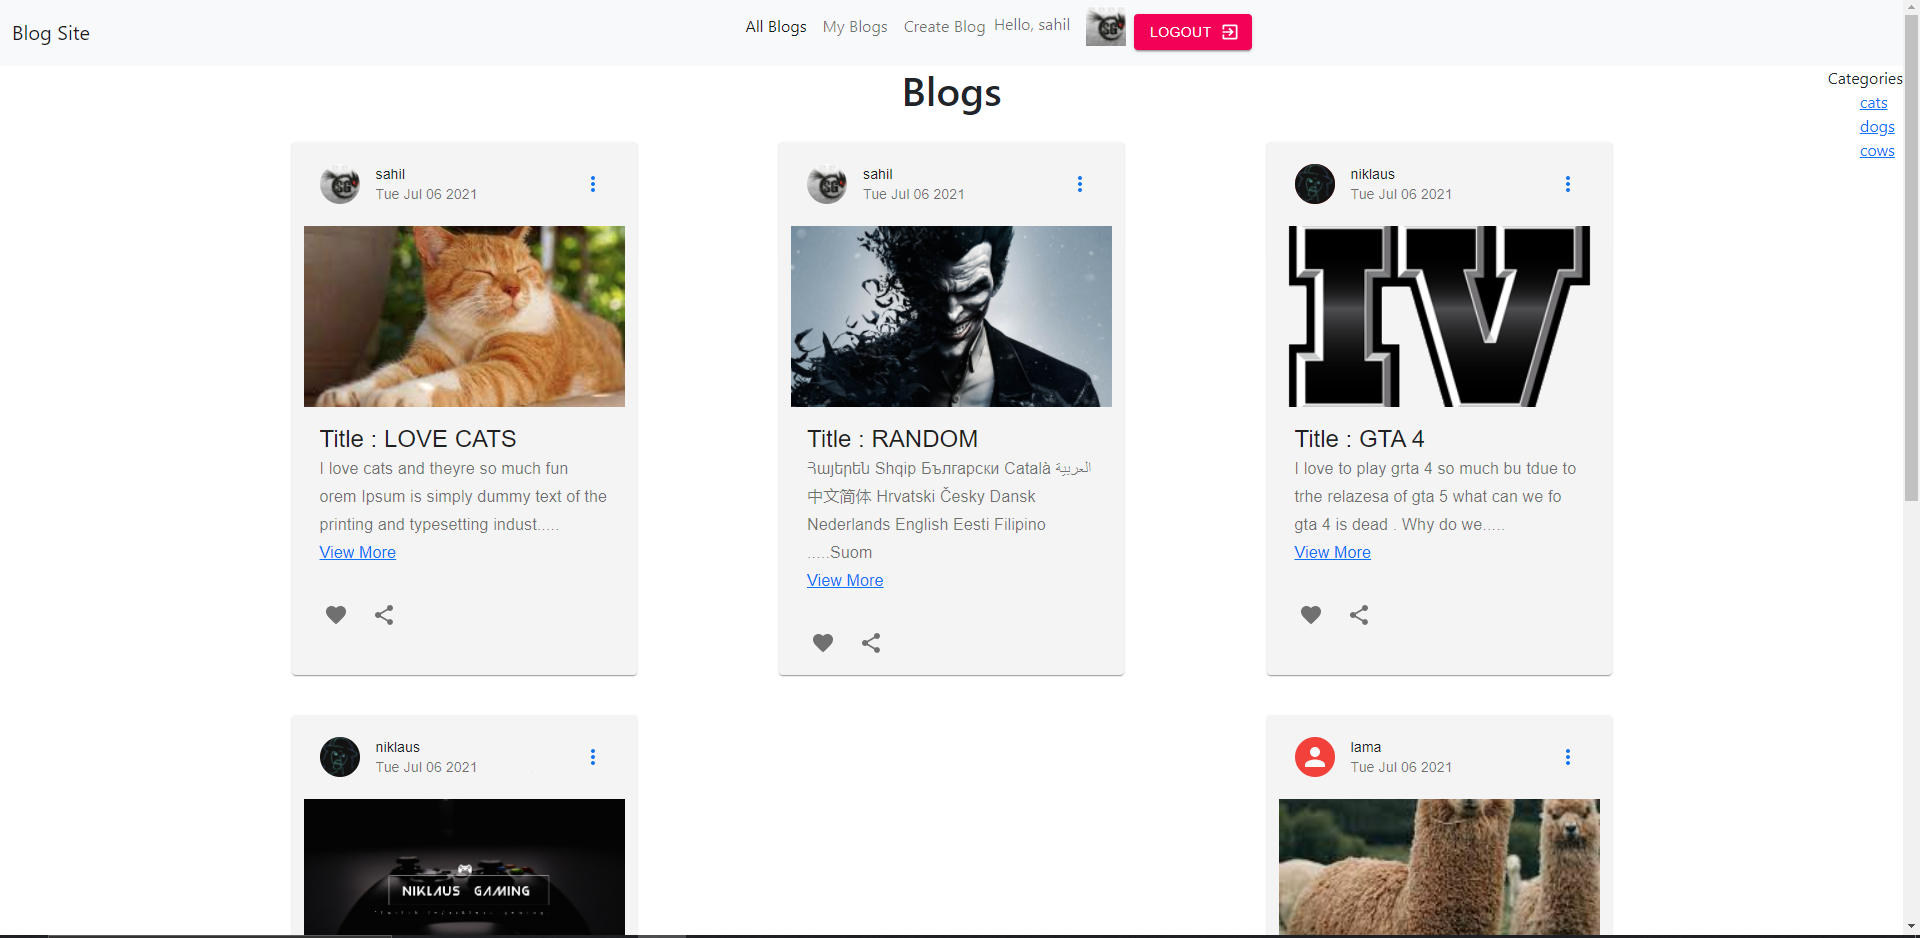 Blog Site
All Blogs My Blogs Create Blog Hello, sahil SG LOGOUT
Blogs
Categories
cats
dogs
cows
SG sahil
Tue Jul 06 2021
Title : LOVE CATS
I love cats and theyre so much fun
orem Ipsum is simply dummy text of the
printing and typesetting indust.....
View More
SG sahil
Tue Jul 06 2021
Title : RANDOM
Հայերեն Shqip Български Català العربية
中文简体 Hrvatski Česky Dansk
Nederlands English Eesti Filipino
.....Suom
View More
niklaus
Tue Jul 06 2021
IV
Title : GTA 4
I love to play grta 4 so much bu tdue to
trhe relazesa of gta 5 what can we fo
gta 4 is dead . Why do we.....
View More
niklaus
Tue Jul 06 2021
NIKLAUS GAMING
lama
Tue Jul 06 2021